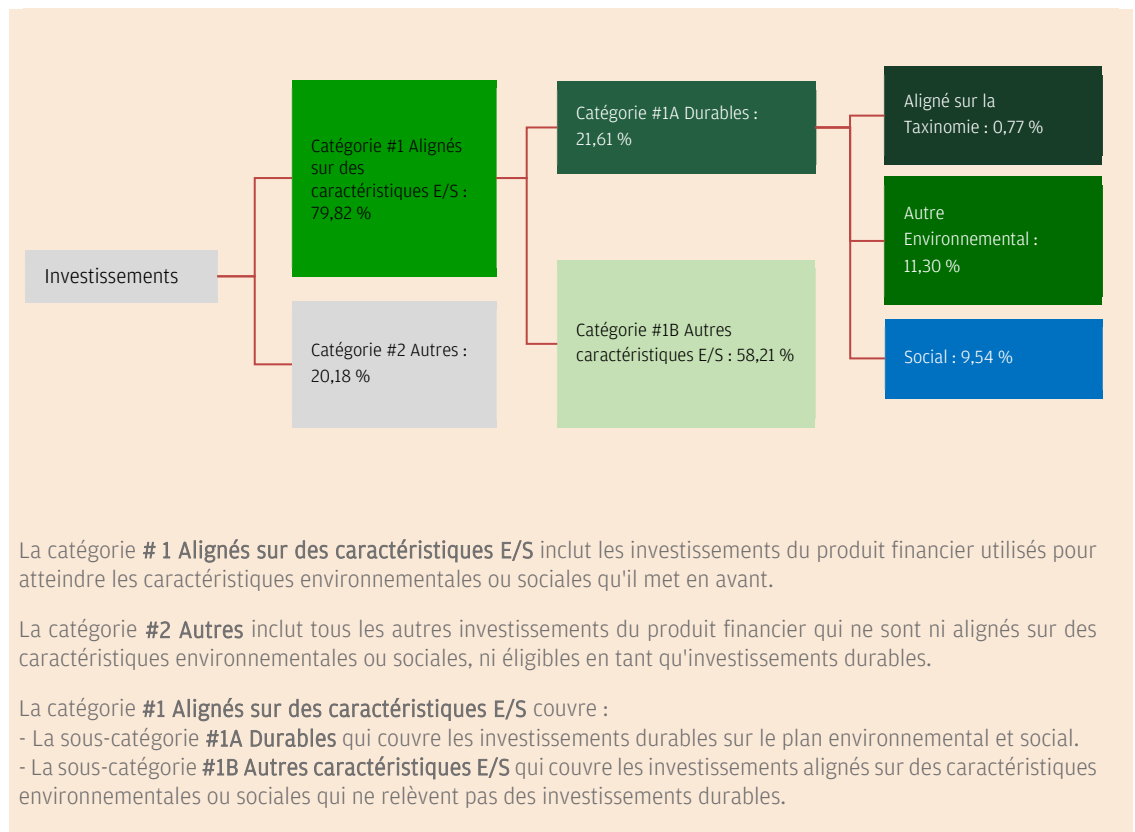 Investissements
Catégorie #1 Alignés
sur des
caractéristiques E/S :
79,82 %
Catégorie #2 Autres :
20,18 %
Catégorie #1A Durables :
21,61 %
Catégorie #1B Autres
caractéristiques E/S : 58,21 %
Aligné sur la
Taxinomie : 0,77 %
Autre
Environnemental :
11,30 %
Social : 9,54 %
La catégorie # 1 Alignés sur des caractéristiques E/S inclut les investissements du produit financier utilisés pour
atteindre les caractéristiques environnementales ou sociales qu'il met en avant.
La catégorie #2 Autres inclut tous les autres investissements du produit financier qui ne sont ni alignés sur des
caractéristiques environnementales ou sociales, ni éligibles en tant qu'investissements durables.
La catégorie #1 Alignés sur des caractéristiques E/S couvre :
- La sous-catégorie #1A Durables qui couvre les investissements durables sur le plan environnemental et social.
- La sous-catégorie #1B Autres caractéristiques E/S qui couvre les investissements alignés sur des caractéristiques
environnementales ou sociales qui ne relèvent pas des investissements durables.